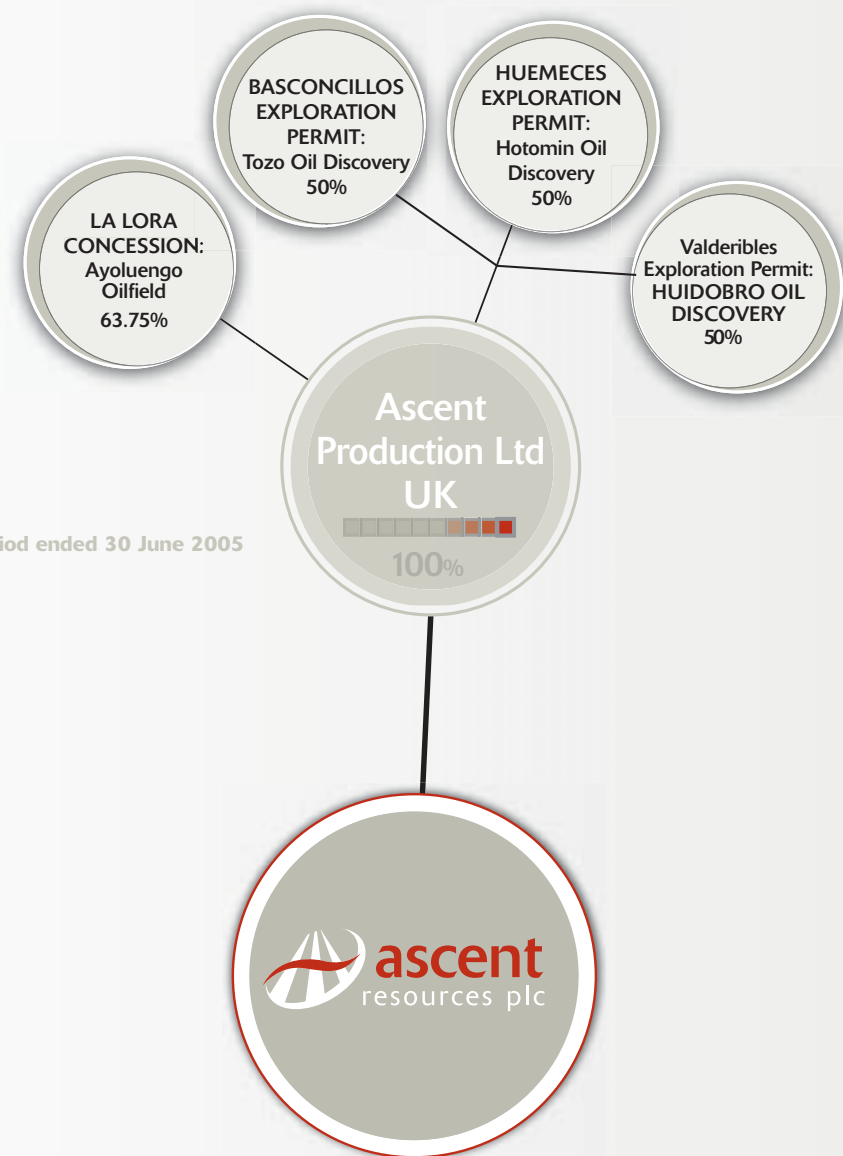 BASCONCILLOS
EXPLORATION
PERMIT:
Tozo Oil Discovery
50%
HUEMECES
EXPLORATION
PERMIT:
Hotomin Oil
Discovery
50%
LA LORA
CONCESSION:
Ayoluengo
Oilfield
63.75%
Valderibles
Exploration Permit:
HUIDOBRO OIL
DISCOVERY
50%
Ascent
Production Ltd
UK
100%
iod ended 30 June 2005
ascent
resources plc